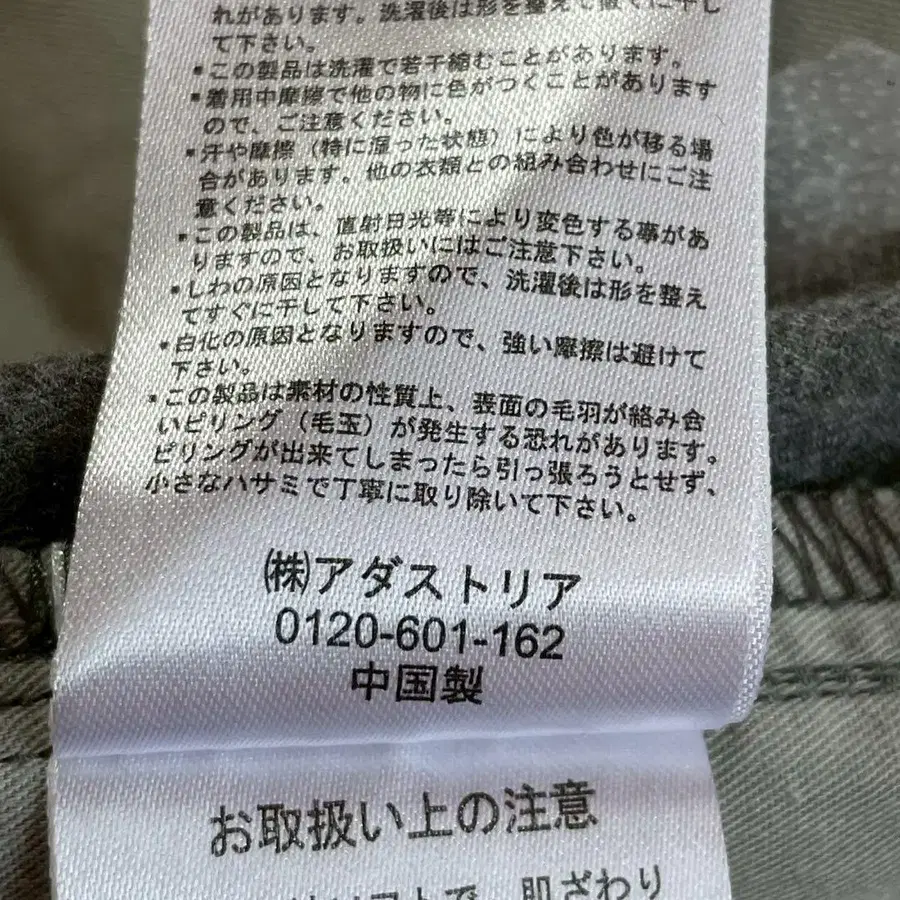 れがあります。洗濯後は形を整えて直ぐに干し
て下さい。
・この製品は洗濯で若干縮むことがあります。
・着用中摩擦で他の物に色がつくことがあります
ので、ご注意ください。
・汗や摩擦（特に湿った状態）により色が移る場
合があります。他の衣類との組み合わせにご注
意ください。
・この製品は、直射日光等により変色する事があ
りますので、お取扱いにはご注意下さい。
・しわの原因となりますので、洗濯後は形を整え
てすぐに干して下さい。
・白化の原因となりますので、強い摩擦は避けて
下さい。
・この製品は素材の性質上、表面の毛羽が絡み合
いピリング（毛玉）が発生する恐れがあります。
ピリングが出来てしまったら引っ張ろうとせず、
小さなハサミで丁寧に取り除いて下さい。
㈱アダストリア
0120-601-162
中国製
お取扱い上の注意
ソフトで、肌ざわり